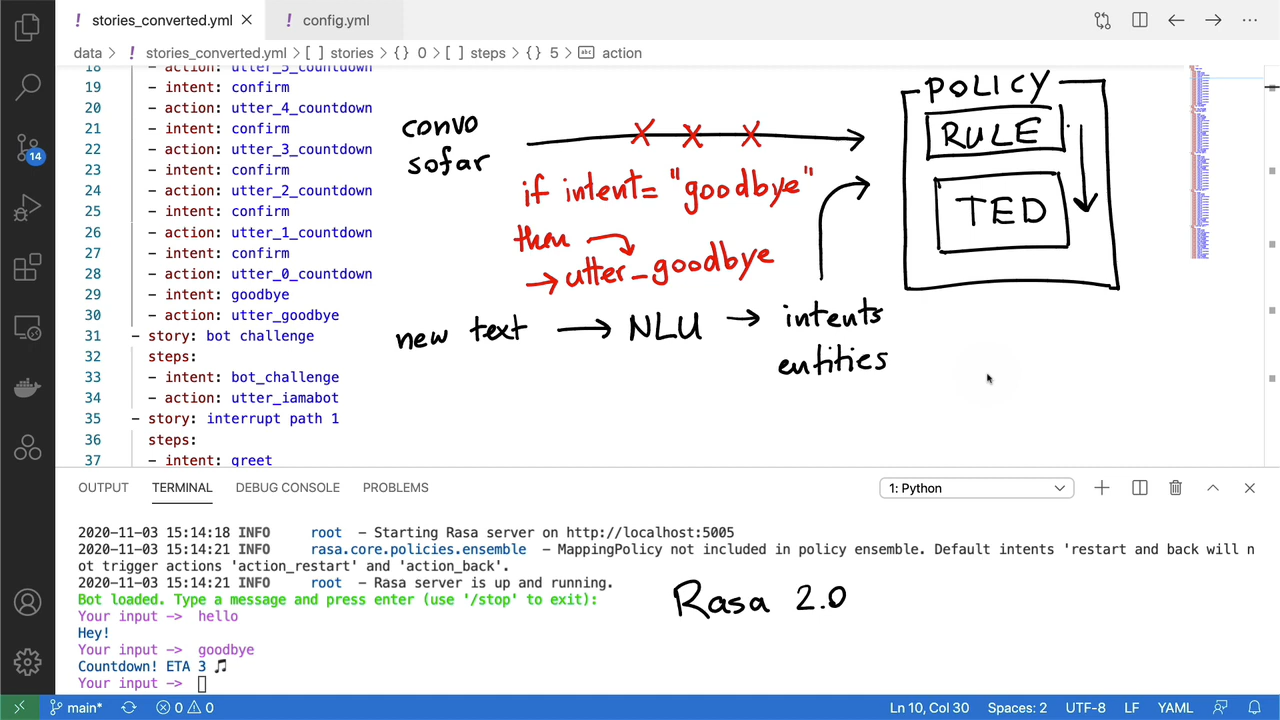 stories_converted.yml
config.yml
data > stories_converted.yml > [ ] stories > {} 0 > [ ] steps > {} 5 > abc action
18 - action: utter_5_countdown
19 - intent: confirm
20 - action: utter_4_countdown
21 - intent: confirm
22 - action: utter_3_countdown
23 - intent: confirm
24 - action: utter_2_countdown
25 - intent: confirm
26 - action: utter_1_countdown
27 - intent: confirm
28 - action: utter_0_countdown
29 - intent: goodbye
30 - action: utter_goodbye
31 - story: bot challenge
32 steps:
33 - intent: bot_challenge
34 - action: utter_iamabot
35 - story: interrupt path 1
36 steps:
37 - intent: greet
convo
sofar
if intent= "goodbye"
then
→ utter_goodbye
new text → NLU → intents
entities
POLICY
RULE
TED
14
OUTPUT TERMINAL DEBUG CONSOLE PROBLEMS
1: Python
2020-11-03 15:14:18 INFO root - Starting Rasa server on http://localhost:5005
2020-11-03 15:14:21 INFO rasa.core.policies.ensemble - MappingPolicy not included in policy ensemble. Default intents 'restart and back will n
ot trigger actions 'action_restart' and 'action_back'.
2020-11-03 15:14:21 INFO root - Rasa server is up and running.
Bot loaded. Type a message and press enter (use '/stop' to exit):
Your input -> hello
Hey!
Your input -> goodbye
Countdown! ETA 3 🎵
Your input ->
Rasa 2.0
main* 0 0
Ln 10, Col 30 Spaces: 2 UTF-8 LF YAML